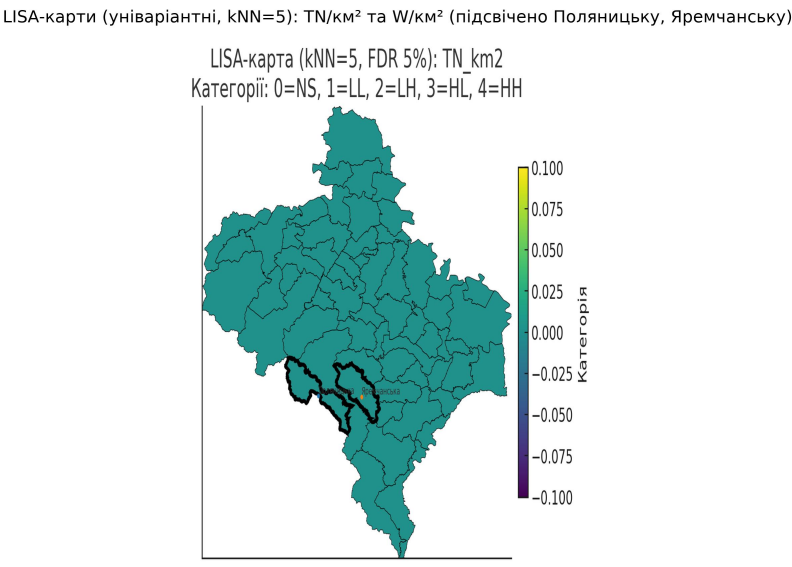 LISA-карти (уніваріантні, kNN=5): TN/км² та W/км² (підсвічено Поляницьку, Яремчанську)
LISA-карта (kNN=5, FDR 5%): TN_km2
Категорії: 0=NS, 1=LL, 2=LH, 3=HL, 4=HH
0.100
0.075
0.050
0.025
0.000
−0.025
−0.050
−0.075
−0.100
Категорія
Яремчанська